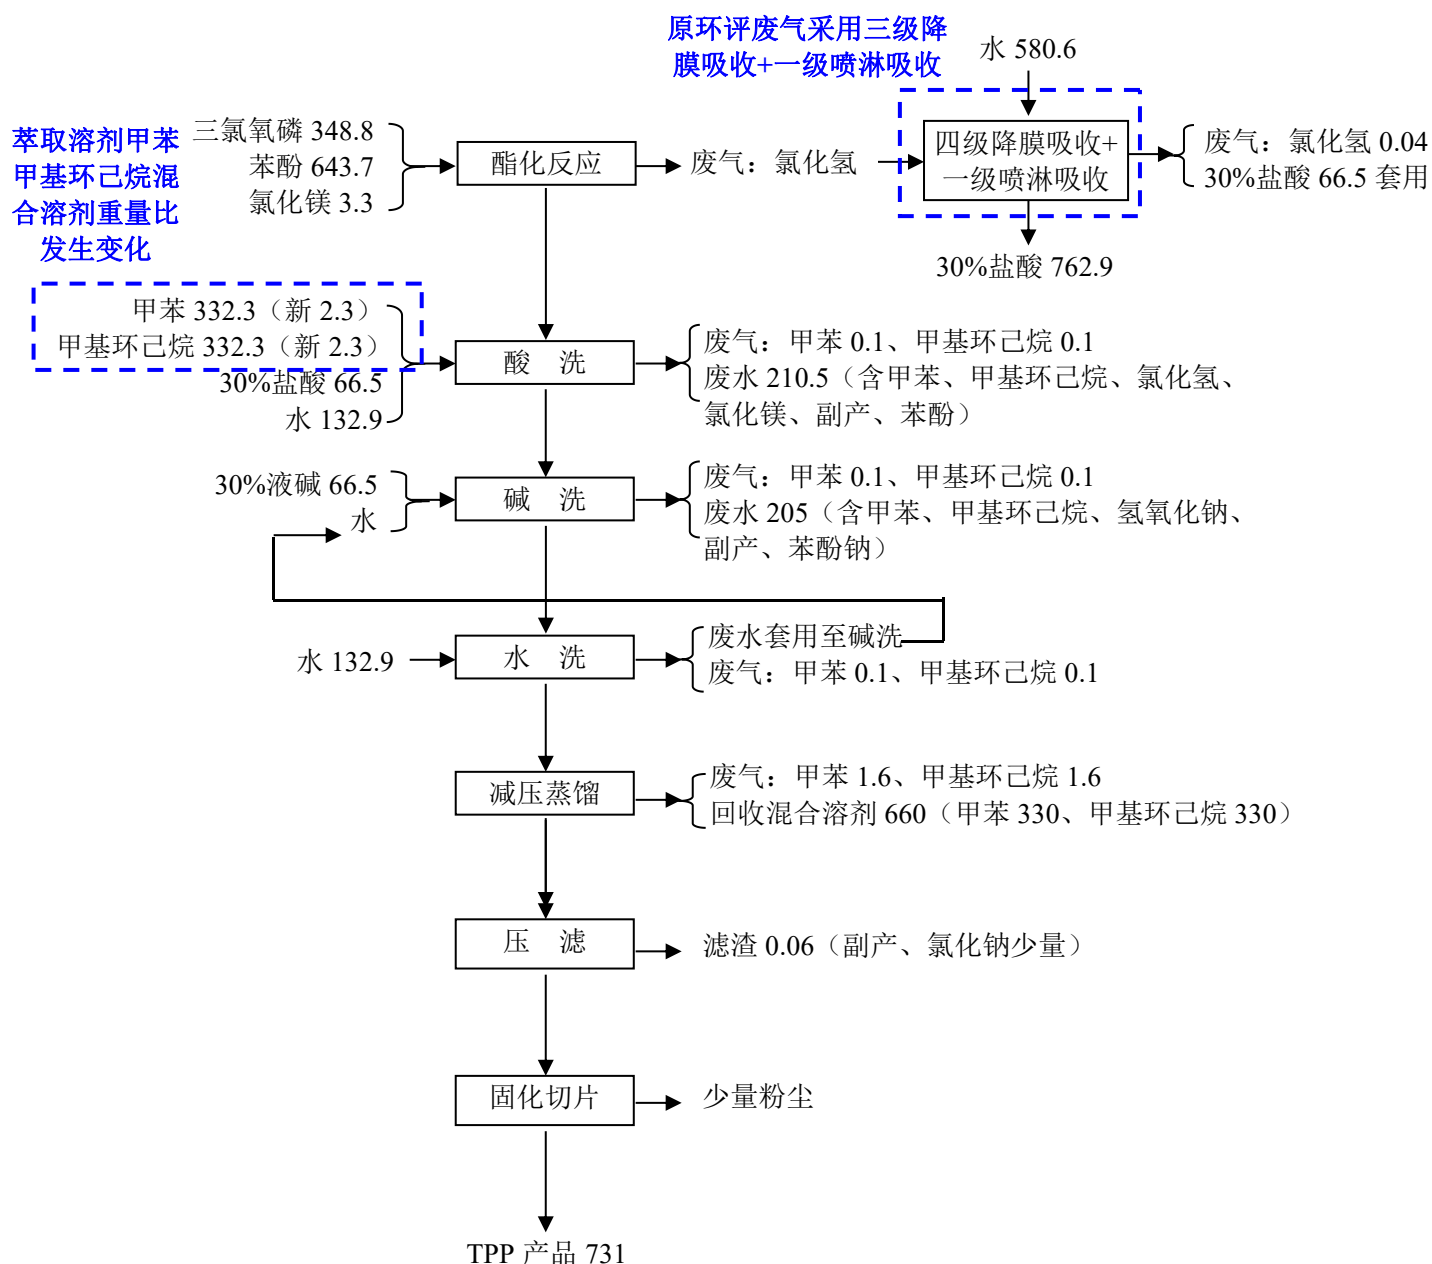 原环评废气采用三级降
膜吸收+一级喷淋吸收
水 580.6
萃取溶剂甲苯
甲基环己烷混
合溶剂重量比
发生变化
三氯氧磷 348.8
苯酚 643.7
氯化镁 3.3
酯化反应
废气：氯化氢
四级降膜吸收+
一级喷淋吸收
废气：氯化氢 0.04
30%盐酸 66.5 套用
30%盐酸 762.9
甲苯 332.3（新 2.3）
甲基环己烷 332.3（新 2.3）
30%盐酸 66.5
水 132.9
酸 洗
废气：甲苯 0.1、甲基环己烷 0.1
废水 210.5（含甲苯、甲基环己烷、氯化氢、
氯化镁、副产、苯酚）
30%液碱 66.5
水
碱 洗
废气：甲苯 0.1、甲基环己烷 0.1
废水 205（含甲苯、甲基环己烷、氢氧化钠、
副产、苯酚钠）
水 132.9
水 洗
废水套用至碱洗
废气：甲苯 0.1、甲基环己烷 0.1
减压蒸馏
废气：甲苯 1.6、甲基环己烷 1.6
回收混合溶剂 660（甲苯 330、甲基环己烷 330）
压 滤
滤渣 0.06（副产、氯化钠少量）
固化切片
少量粉尘
TPP 产品 731